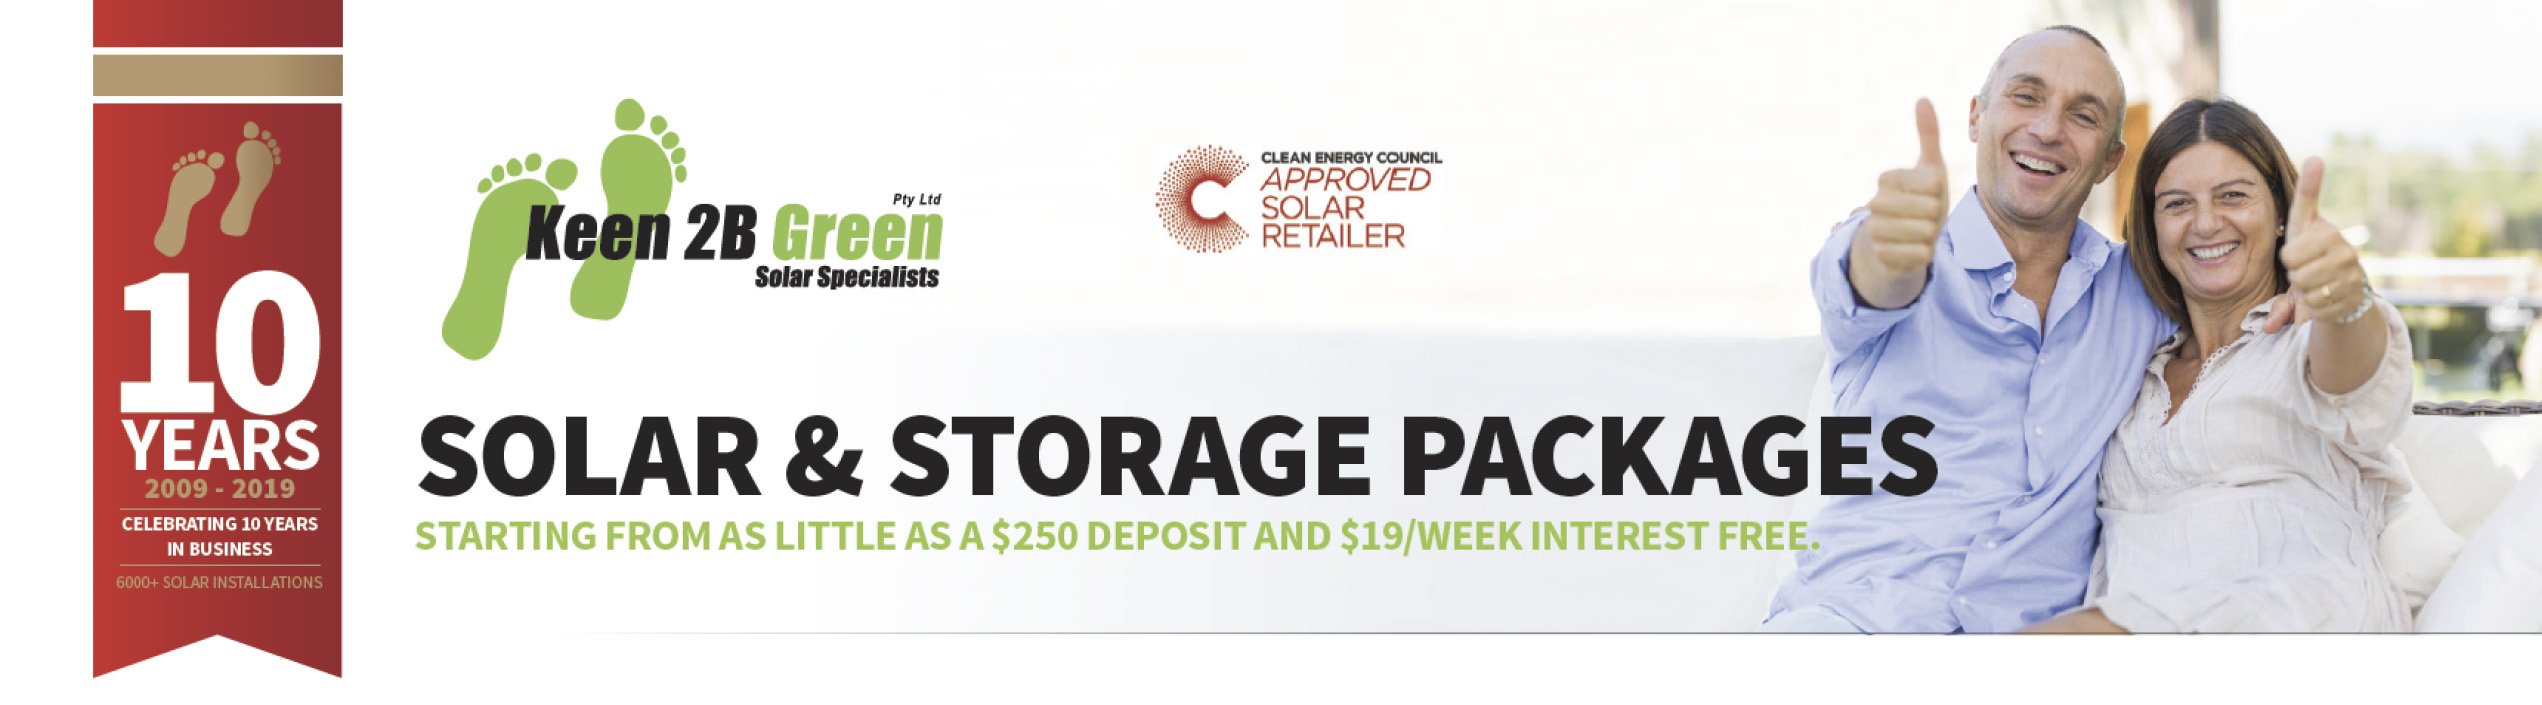 10
YEARS
2009 - 2019
CELEBRATING 10 YEARS
IN BUSINESS
6000+ SOLAR INSTALLATIONS
Pty Ltd
Keen 2B Green
Solar Specialists
CLEAN ENERGY COUNCIL
APPROVED
SOLAR
RETAILER
SOLAR & STORAGE PACKAGES
STARTING FROM AS LITTLE AS A $250 DEPOSIT AND $19/WEEK INTEREST FREE.